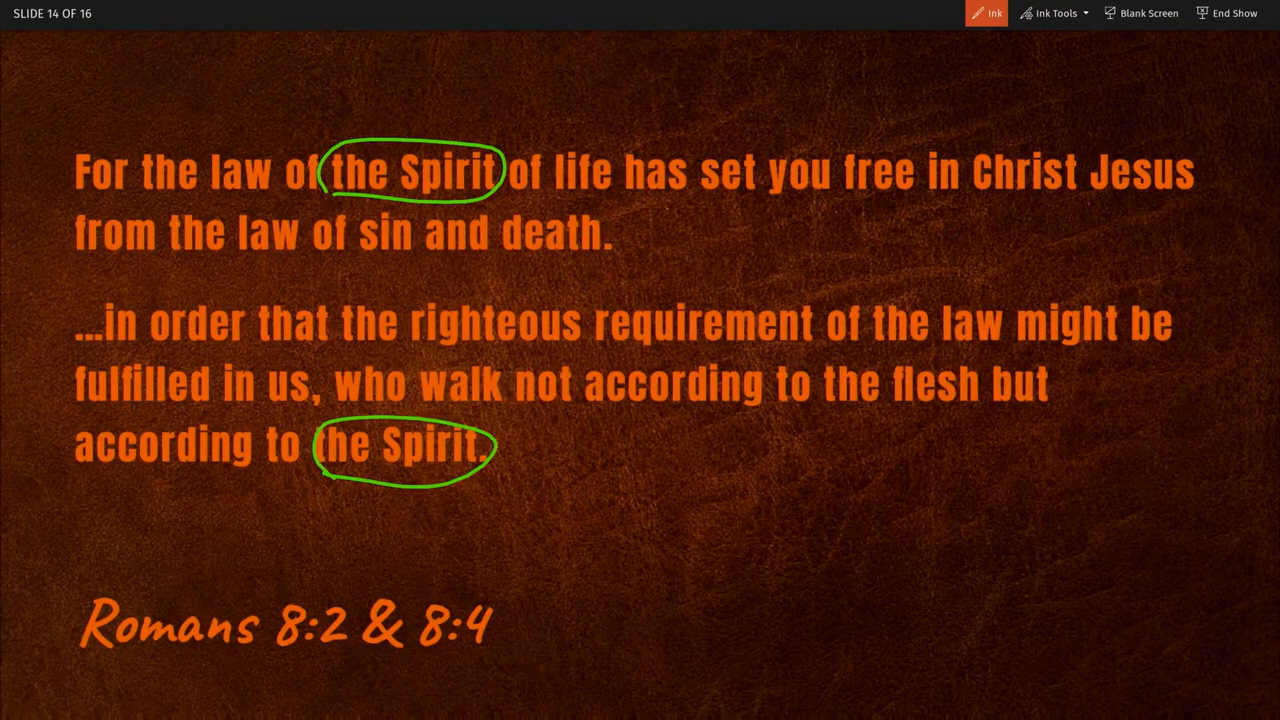 SLIDE 14 OF 16
Ink
Ink Tools
Blank Screen
End Show
For the law of the Spirit of life has set you free in Christ Jesus
from the law of sin and death.
...in order that the righteous requirement of the law might be
fulfilled in us, who walk not according to the flesh but
according to the Spirit.
Romans 8:2 & 8:4